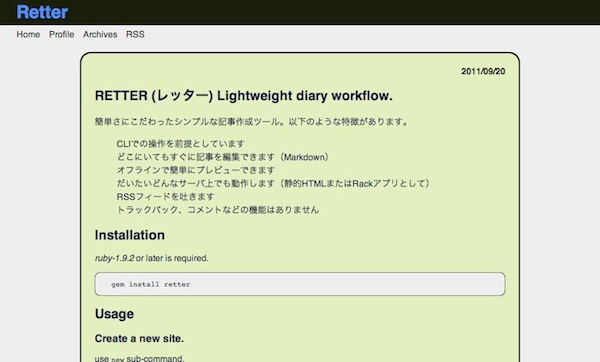 Retter
Home Profile Archives RSS
2011/09/20
RETTER (レッター) Lightweight diary workflow.
簡単さにこだわったシンプルな記事作成ツール。以下のような特徴があります。
CLIでの操作を前提としています
どこにいてもすぐに記事を編集できます（Markdown）
オフラインで簡単にプレビューできます
だいたいどんなサーバ上でも動作します（静的HTMLまたはRackアプリとして）
RSSフィードを吐きます
トラックバック、コメントなどの機能はありません
Installation
ruby-1.9.2 or later is required.
gem install retter
Usage
Create a new site.
use new sub-command.